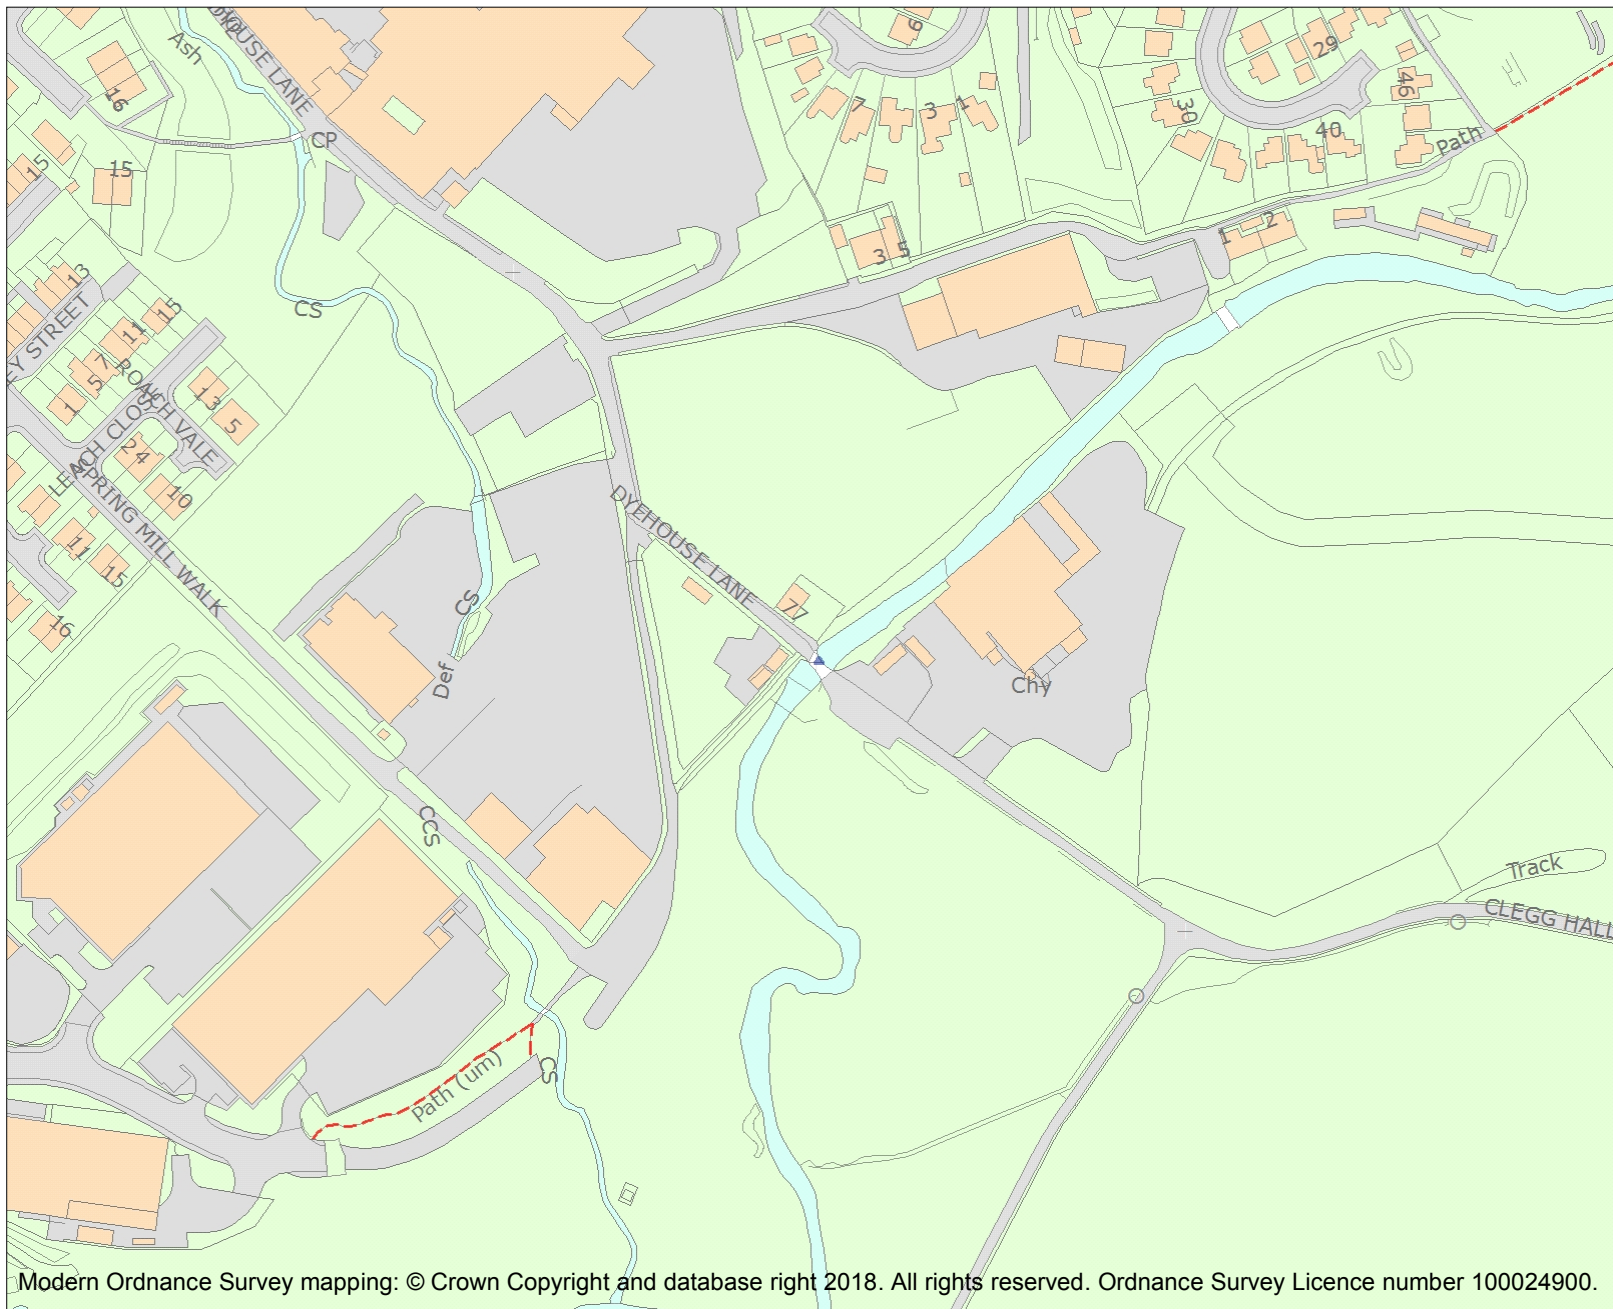 Ash
HOUSE LANE
6
29
16
7
3
1
30
46
40
Path
CP
15
15
13
3
5
1
2
CS
15
11
7
5
1
EY STREET
ROACH VALE
LEACH CLOSE
13
5
24
10
11
15
16
SPRING MILL WALK
DYEHOUSE LANE
77
CS
Def
Chy
CCS
Track
CLEGG HALL
Path (um)
CS
Modern Ordnance Survey mapping: © Crown Copyright and database right 2018. All rights reserved. Ordnance Survey Licence number 100024900.